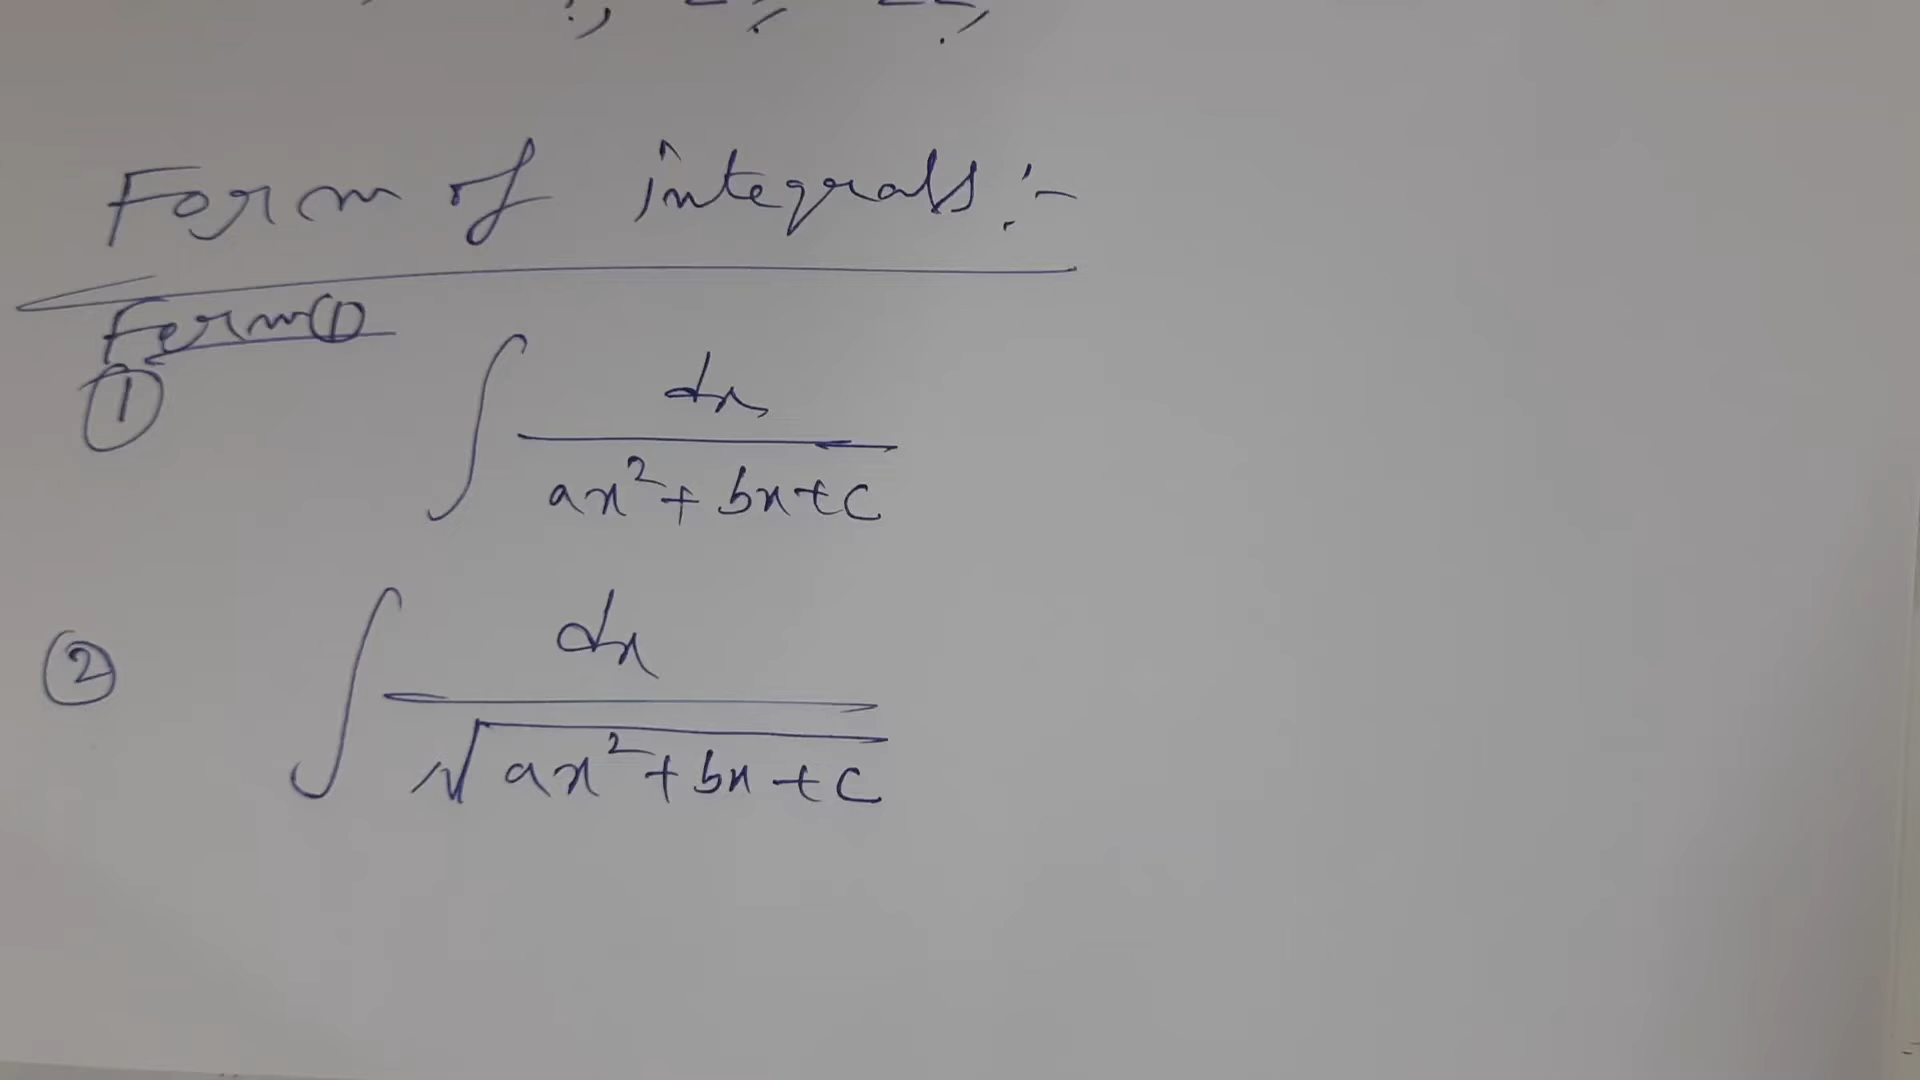 Form of integrals :-
Form ①
① ∫ dx / ax² + bx + c
② ∫ dx / √ax² + bx + c